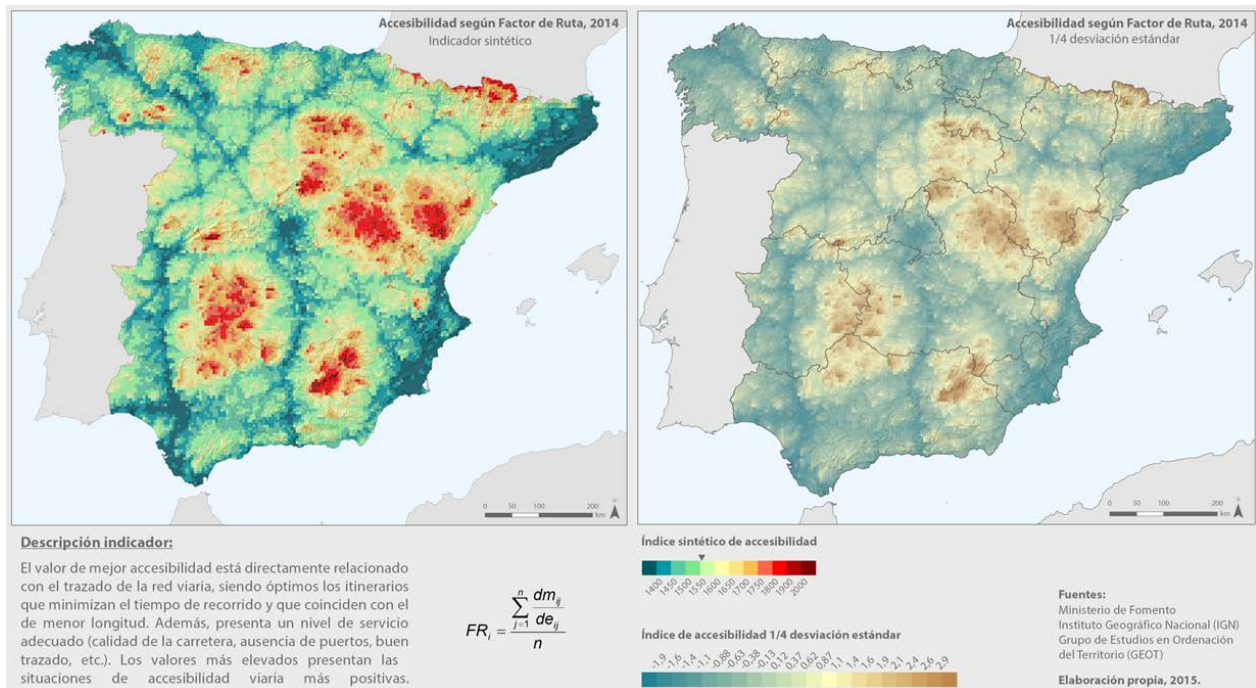 Accesibilidad según Factor de Ruta, 2014
Indicador sintético
0 50 100 200
km
N
Accesibilidad según Factor de Ruta, 2014
1/4 desviación estándar
0 50 100 200
km
N
Descripción indicador:
El valor de mejor accesibilidad está directamente relacionado
con el trazado de la red viaria, siendo óptimos los itinerarios
que minimizan el tiempo de recorrido y que coinciden con el
de menor longitud. Además, presenta un nivel de servicio
adecuado (calidad de la carretera, ausencia de puertos, buen
trazado, etc.). Los valores más elevados presentan las
situaciones de accesibilidad viaria más positivas.
FR_i = (∑_{j=1}^{n} dm_{ij}/de_{ij}) / n
Índice sintético de accesibilidad
1400 1450 1500 1550 1600 1650 1700 1750 1800 1900 2000
Índice de accesibilidad 1/4 desviación estándar
-1,9 -1,6 -1,4 -1,1 -0,88 -0,63 -0,38 -0,13 0,12 0,37 0,62 0,87 1,1 1,4 1,6 1,9 2,1 2,4 2,6 2,9
Fuentes:
Ministerio de Fomento
Instituto Geográfico Nacional (IGN)
Grupo de Estudios en Ordenación
del Territorio (GEOT)
Elaboración propia, 2015.